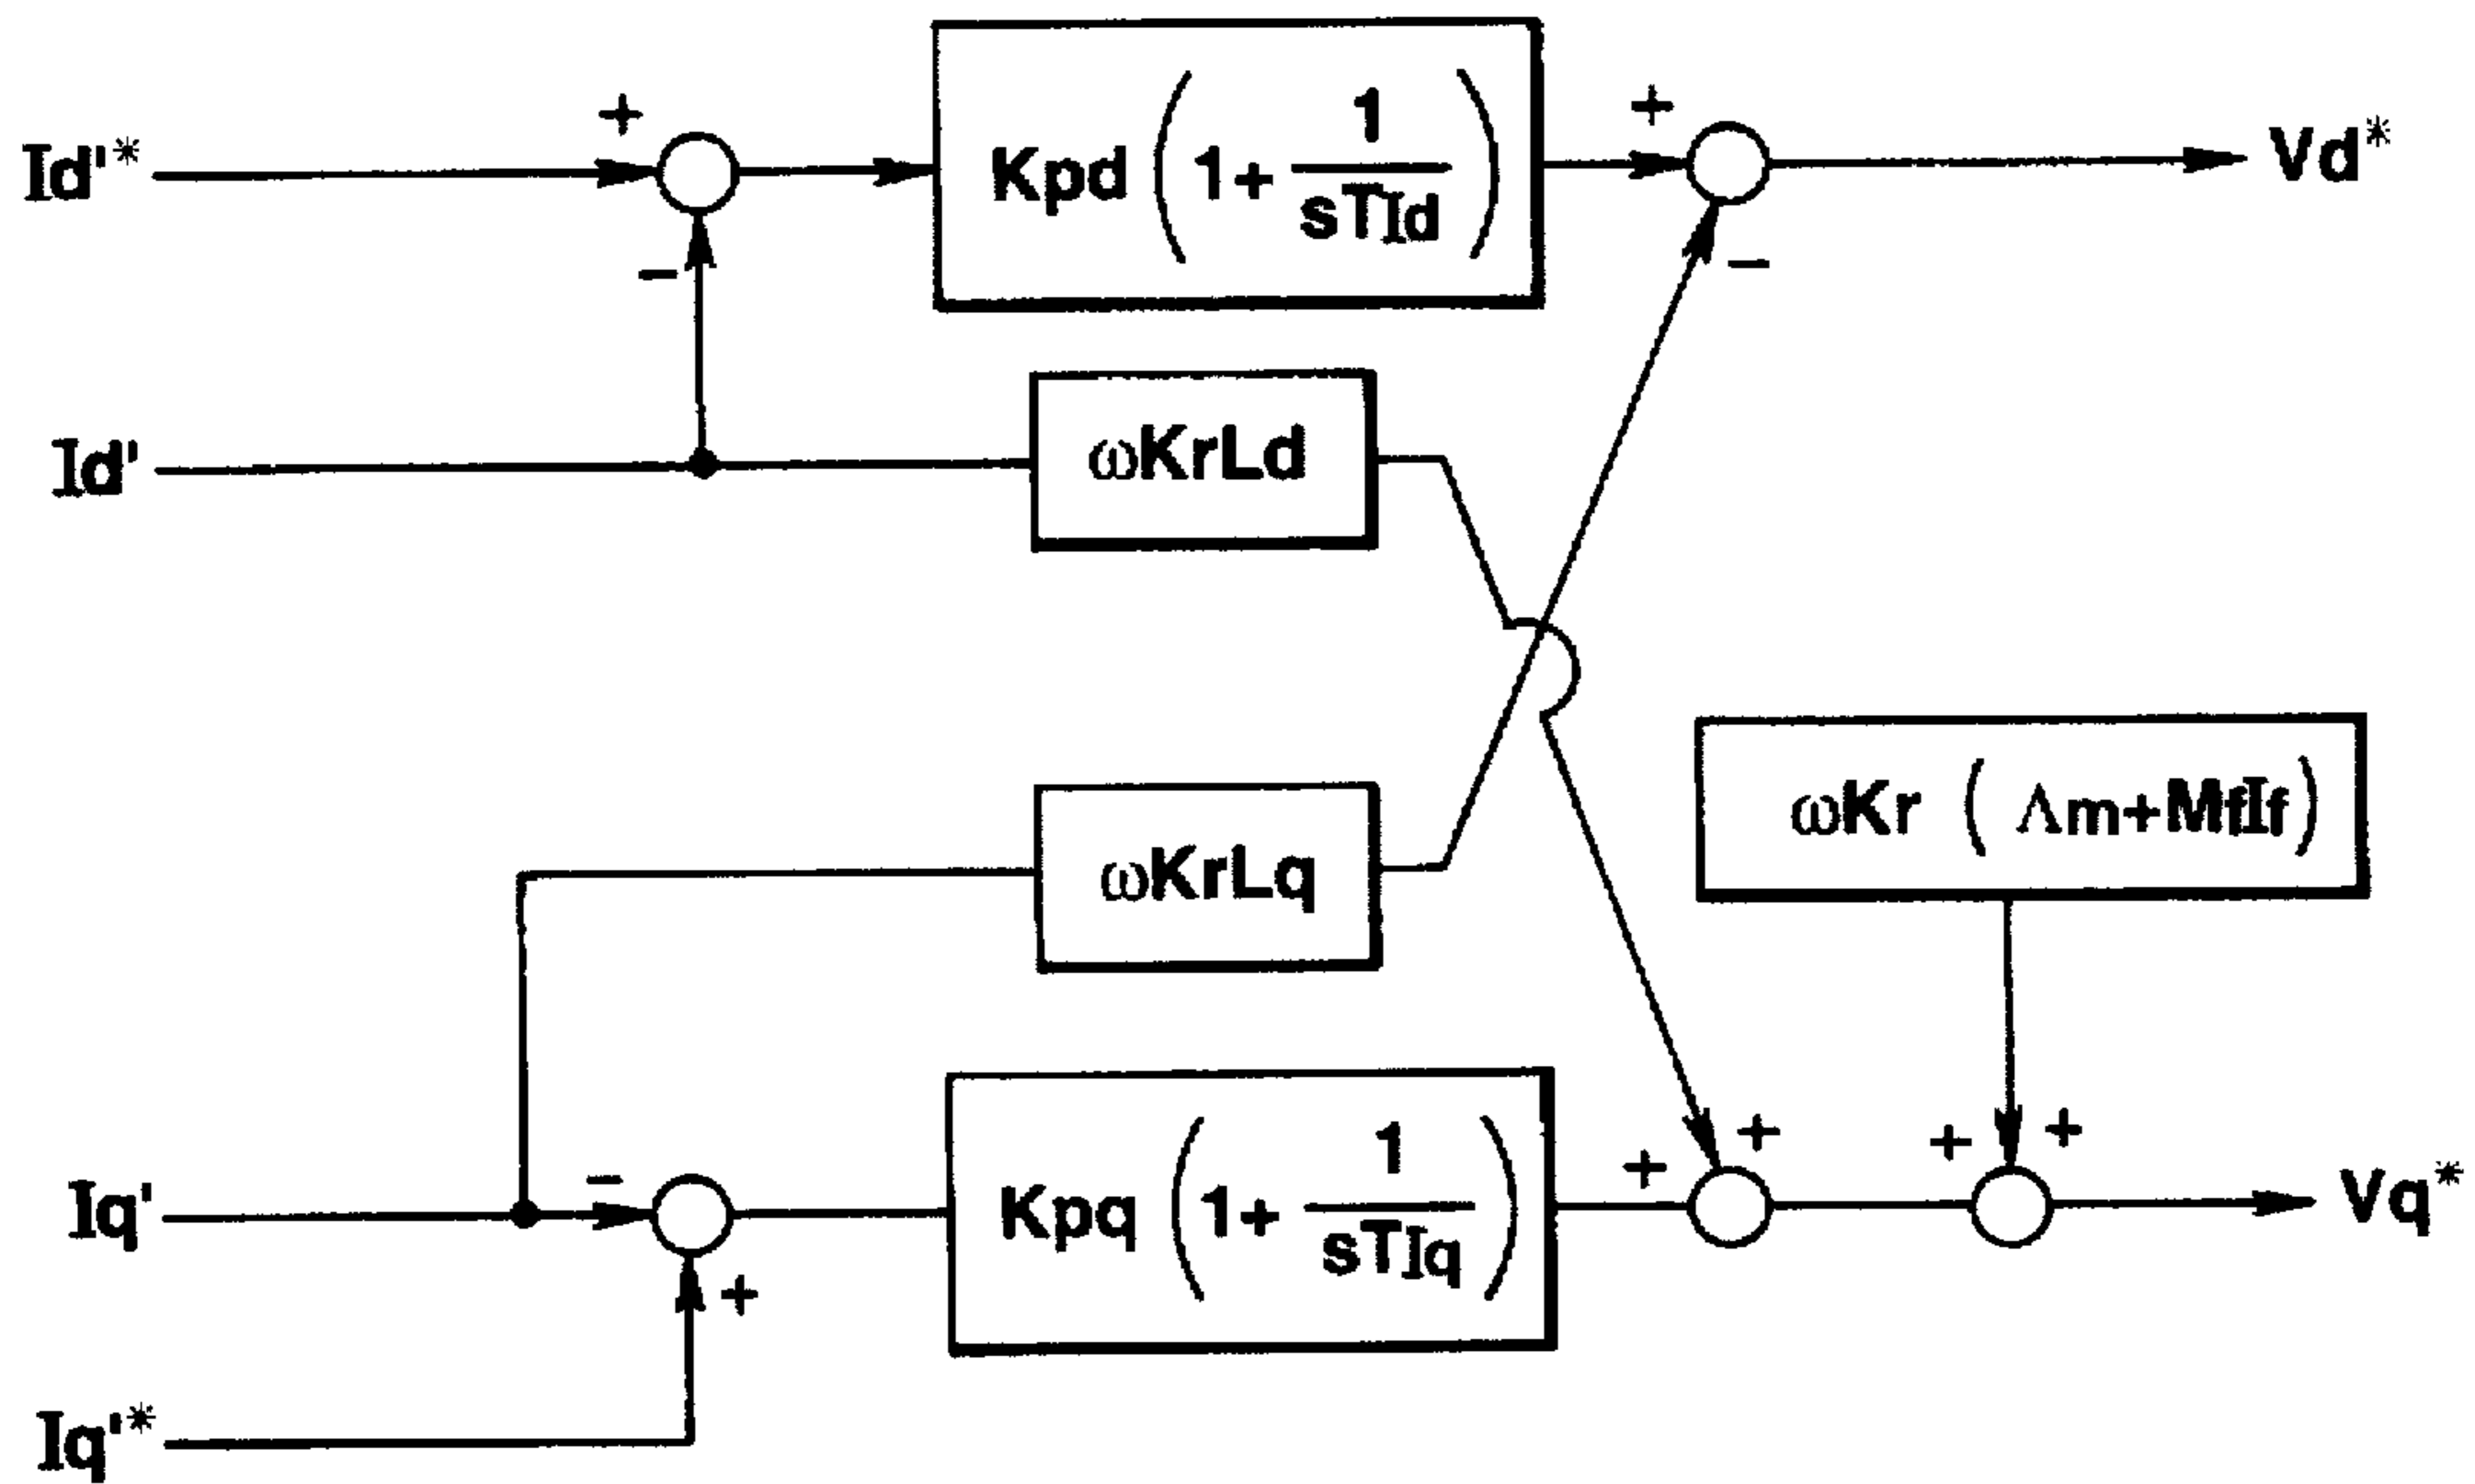 Id'*
+
Kpd ( 1+ 1/sTId )
+
Vd*
−
−
Id'
ωKrLd
ωKrLq
ωKr ( Λm+MfIf )
Iq'
−
+
Kpq ( 1+ 1/sTIq )
+
+
+
+
Vq*
Iq'*